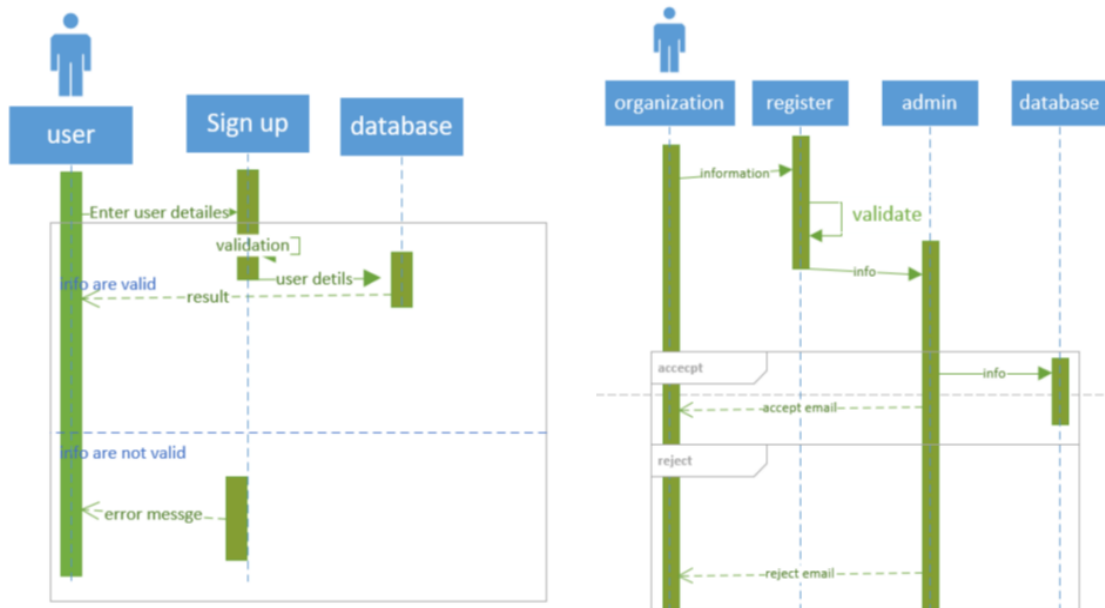 user
Sign up
database
Enter user detailes
validation
user detils
info are valid
result
info are not valid
error messge
organization
register
admin
database
information
validate
info
accecpt
info
accept email
reject
reject email